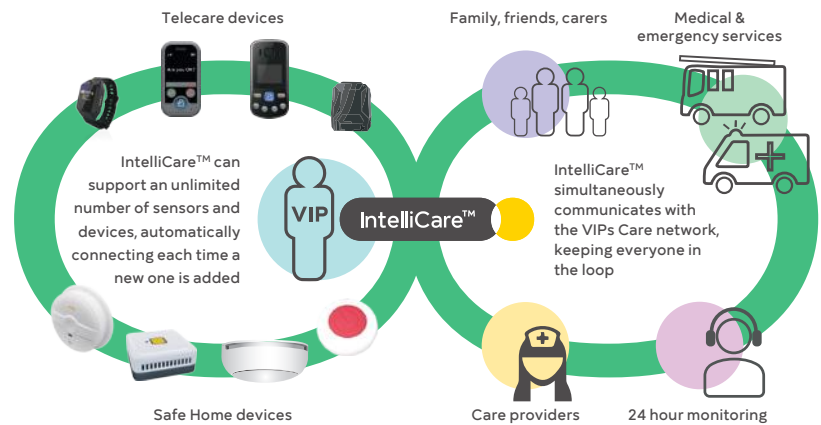 Telecare devices
Family, friends, carers
Medical &
emergency services
IntelliCare™ can
support an unlimited
number of sensors and
devices, automatically
connecting each time a
new one is added
VIP
IntelliCare™
IntelliCare™
simultaneously
communicates with
the VIPs Care network,
keeping everyone in
the loop
Safe Home devices
Care providers
24 hour monitoring